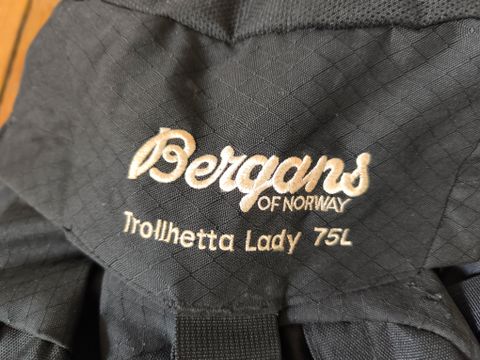 Bergans
OF NORWAY
Trollhetta Lady 75L